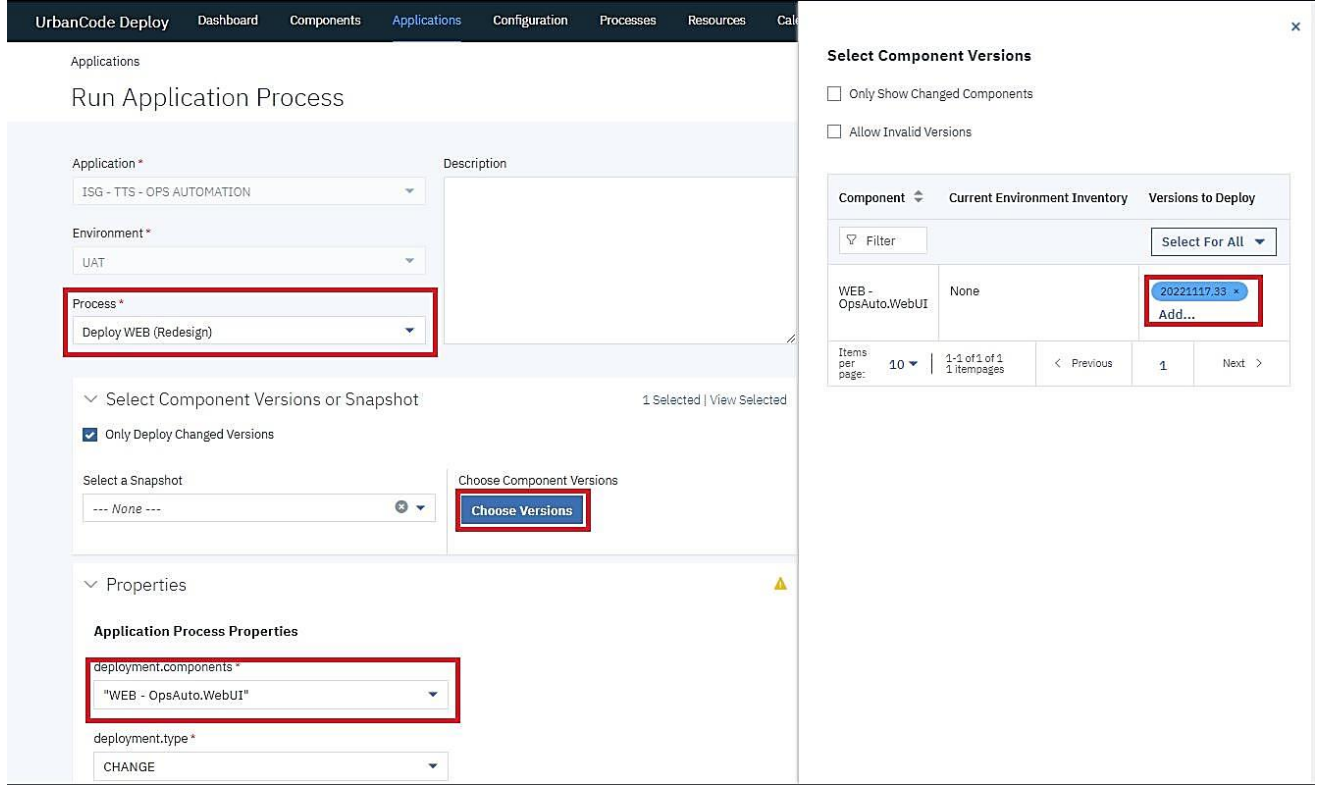 UrbanCode Deploy Dashboard Components Applications Configuration Processes Resources Cale
Applications
Run Application Process
Application *
ISG - TTS - OPS AUTOMATION
Environment *
UAT
Process *
Deploy WEB (Redesign)
Description
Select Component Versions or Snapshot
1 Selected | View Selected
Only Deploy Changed Versions
Select a Snapshot
--- None ---
Choose Component Versions
Choose Versions
Properties
Application Process Properties
deployment.components *
"WEB - OpsAuto.WebUI"
deployment.type *
CHANGE
×
Select Component Versions
Only Show Changed Components
Allow Invalid Versions
Component Current Environment Inventory Versions to Deploy
Filter
Select For All
WEB -
OpsAuto.WebUI
None
20221117.33 ×
Add...
Items
per
page:
10
1-1 of 1 of 1
1 itempages
< Previous
1
Next >